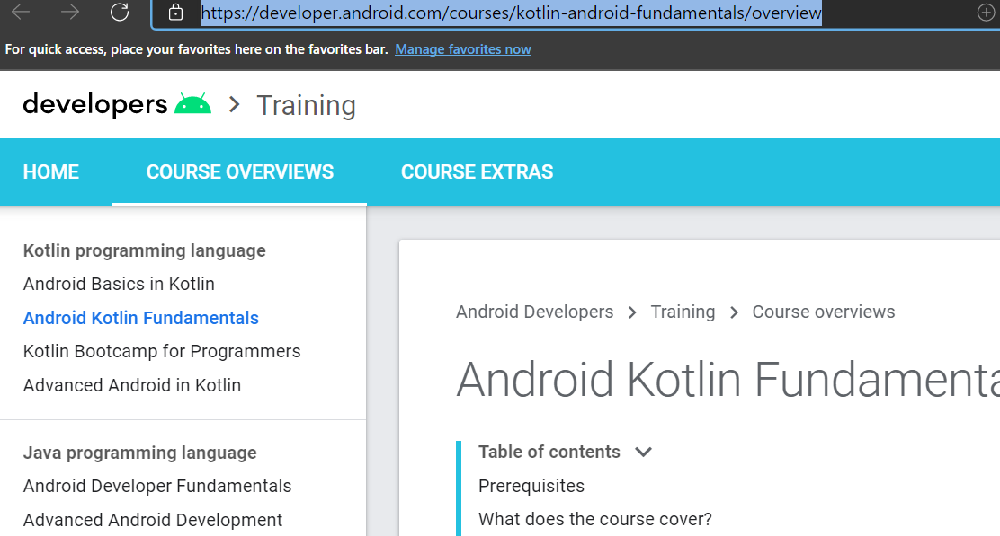 https://developer.android.com/courses/kotlin-android-fundamentals/overview
For quick access, place your favorites here on the favorites bar. Manage favorites now
developers > Training
HOME COURSE OVERVIEWS COURSE EXTRAS
Kotlin programming language
Android Basics in Kotlin
Android Kotlin Fundamentals
Kotlin Bootcamp for Programmers
Advanced Android in Kotlin
Java programming language
Android Developer Fundamentals
Advanced Android Development
Android Developers > Training > Course overviews
Android Kotlin Fundamenta
Table of contents
Prerequisites
What does the course cover?